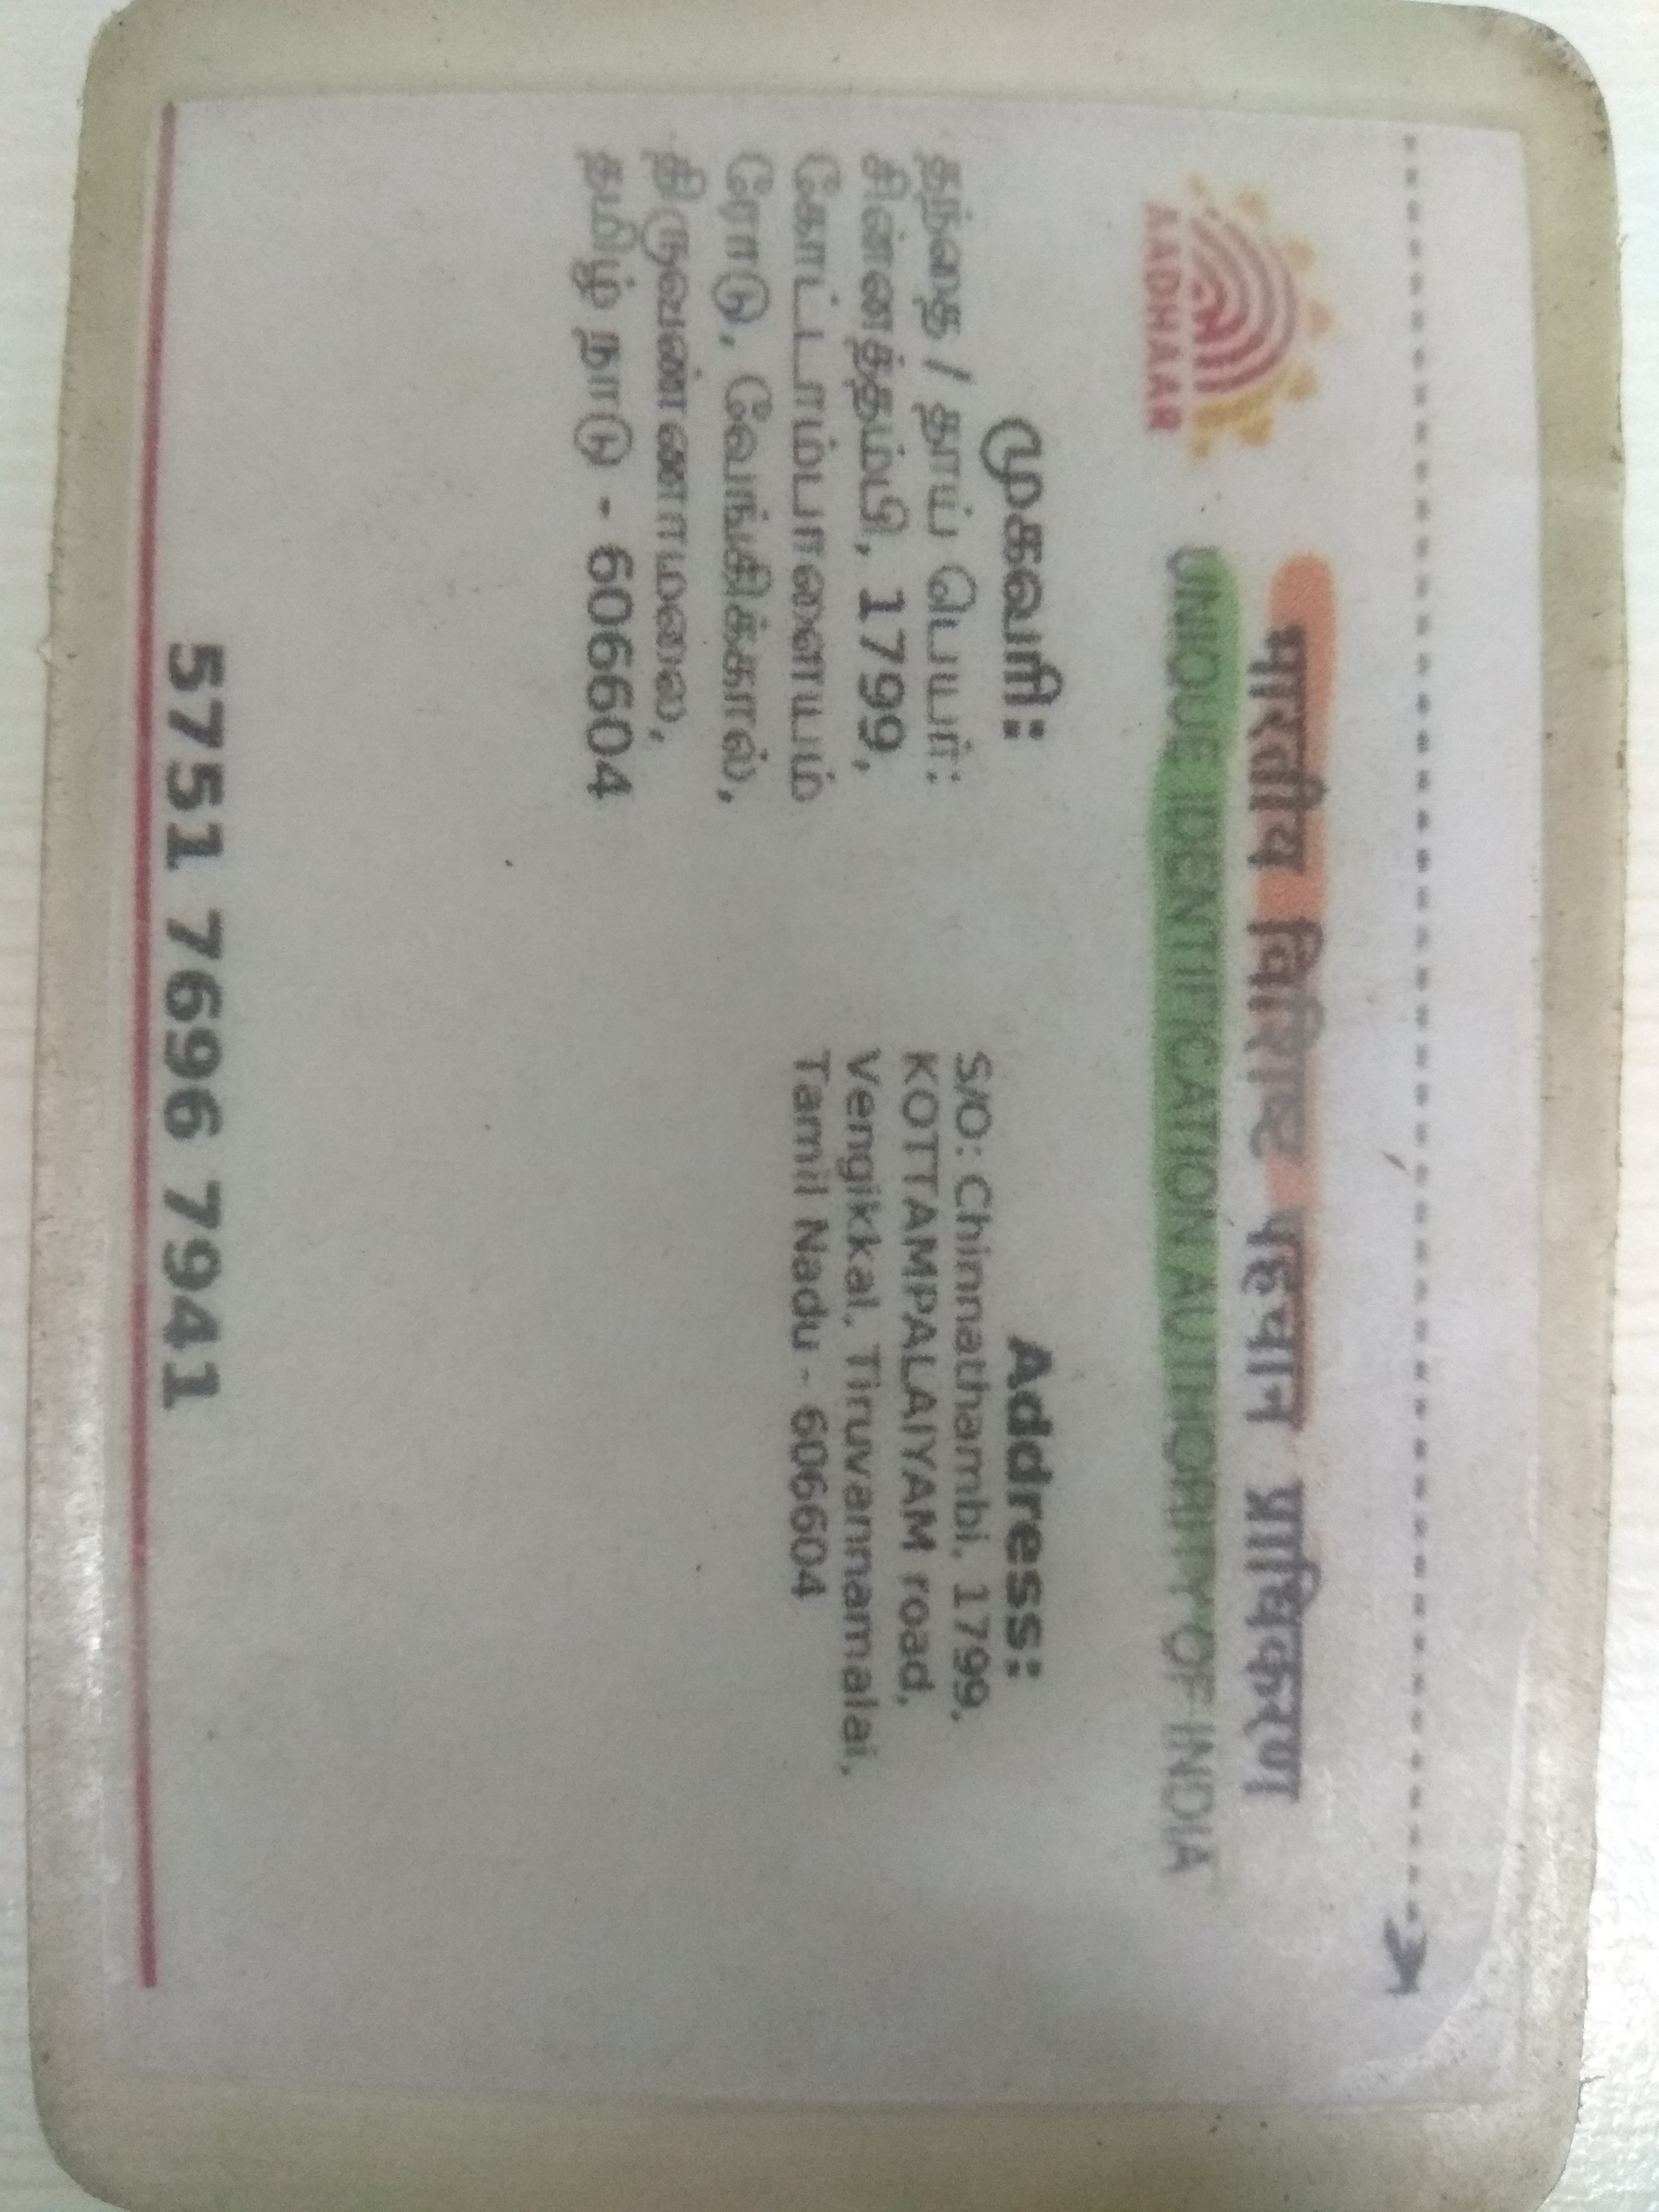 भारतीय विशिष्ट पहचान प्राधिकरण
UNIQUE IDENTIFICATION AUTHORITY OF INDIA
AADHAAR
முகவரி:
தந்தை / தாய் பெயர்:
சின்னத்தம்பி, 1799,
கோட்டாம்பாளையம்
ரோடு, வேங்கிக்கால்,
திருவண்ணாமலை,
தமிழ் நாடு - 606604
Address:
S/O: Chinnathambi, 1799,
KOTTAMPALAIYAM road,
Vengikkal, Tiruvannamalai,
Tamil Nadu - 606604
5751 7696 7941